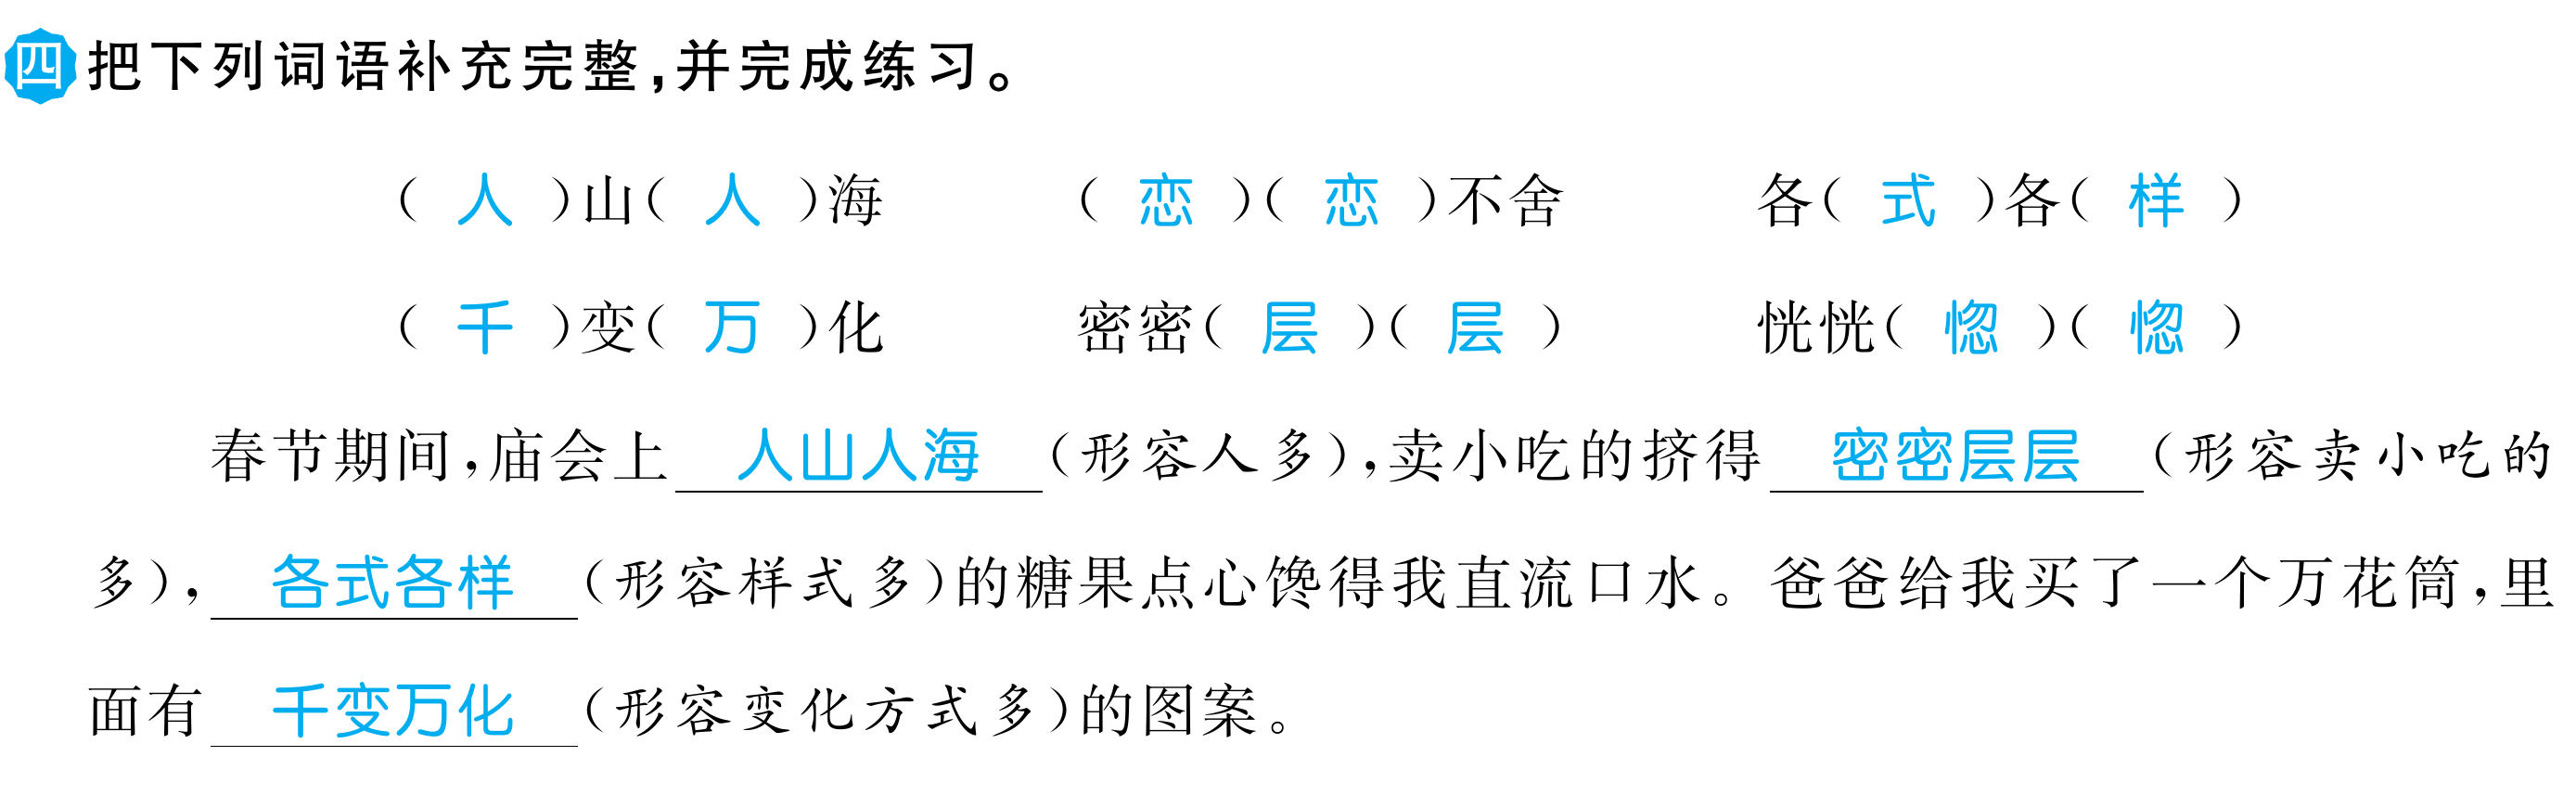 四 把下列词语补充完整,并完成练习。
( 人 )山( 人 )海 ( 恋 )( 恋 )不舍 各( 式 )各( 样 )
( 千 )变( 万 )化 密密( 层 )( 层 ) 恍恍( 惚 )( 惚 )
春节期间,庙会上 人山人海 (形容人多),卖小吃的挤得 密密层层 (形容卖小吃的
多), 各式各样 (形容样式多)的糖果点心馋得我直流口水。爸爸给我买了一个万花筒,里
面有 千变万化 (形容变化方式多)的图案。